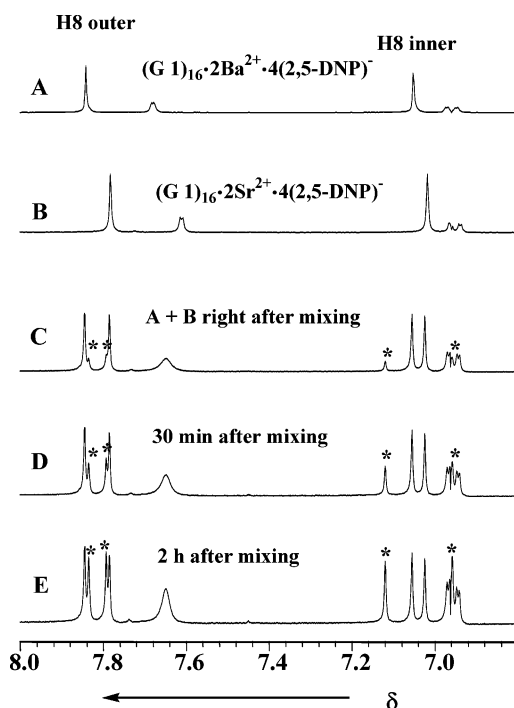 H8 outer
H8 inner
A
(G 1)₁₆·2Ba²⁺·4(2,5-DNP)⁻
B
(G 1)₁₆·2Sr²⁺·4(2,5-DNP)⁻
C
A + B right after mixing
* * * *
D
30 min after mixing
* * * *
E
2 h after mixing
* * * *
8.0 7.8 7.6 7.4 7.2 7.0
δ